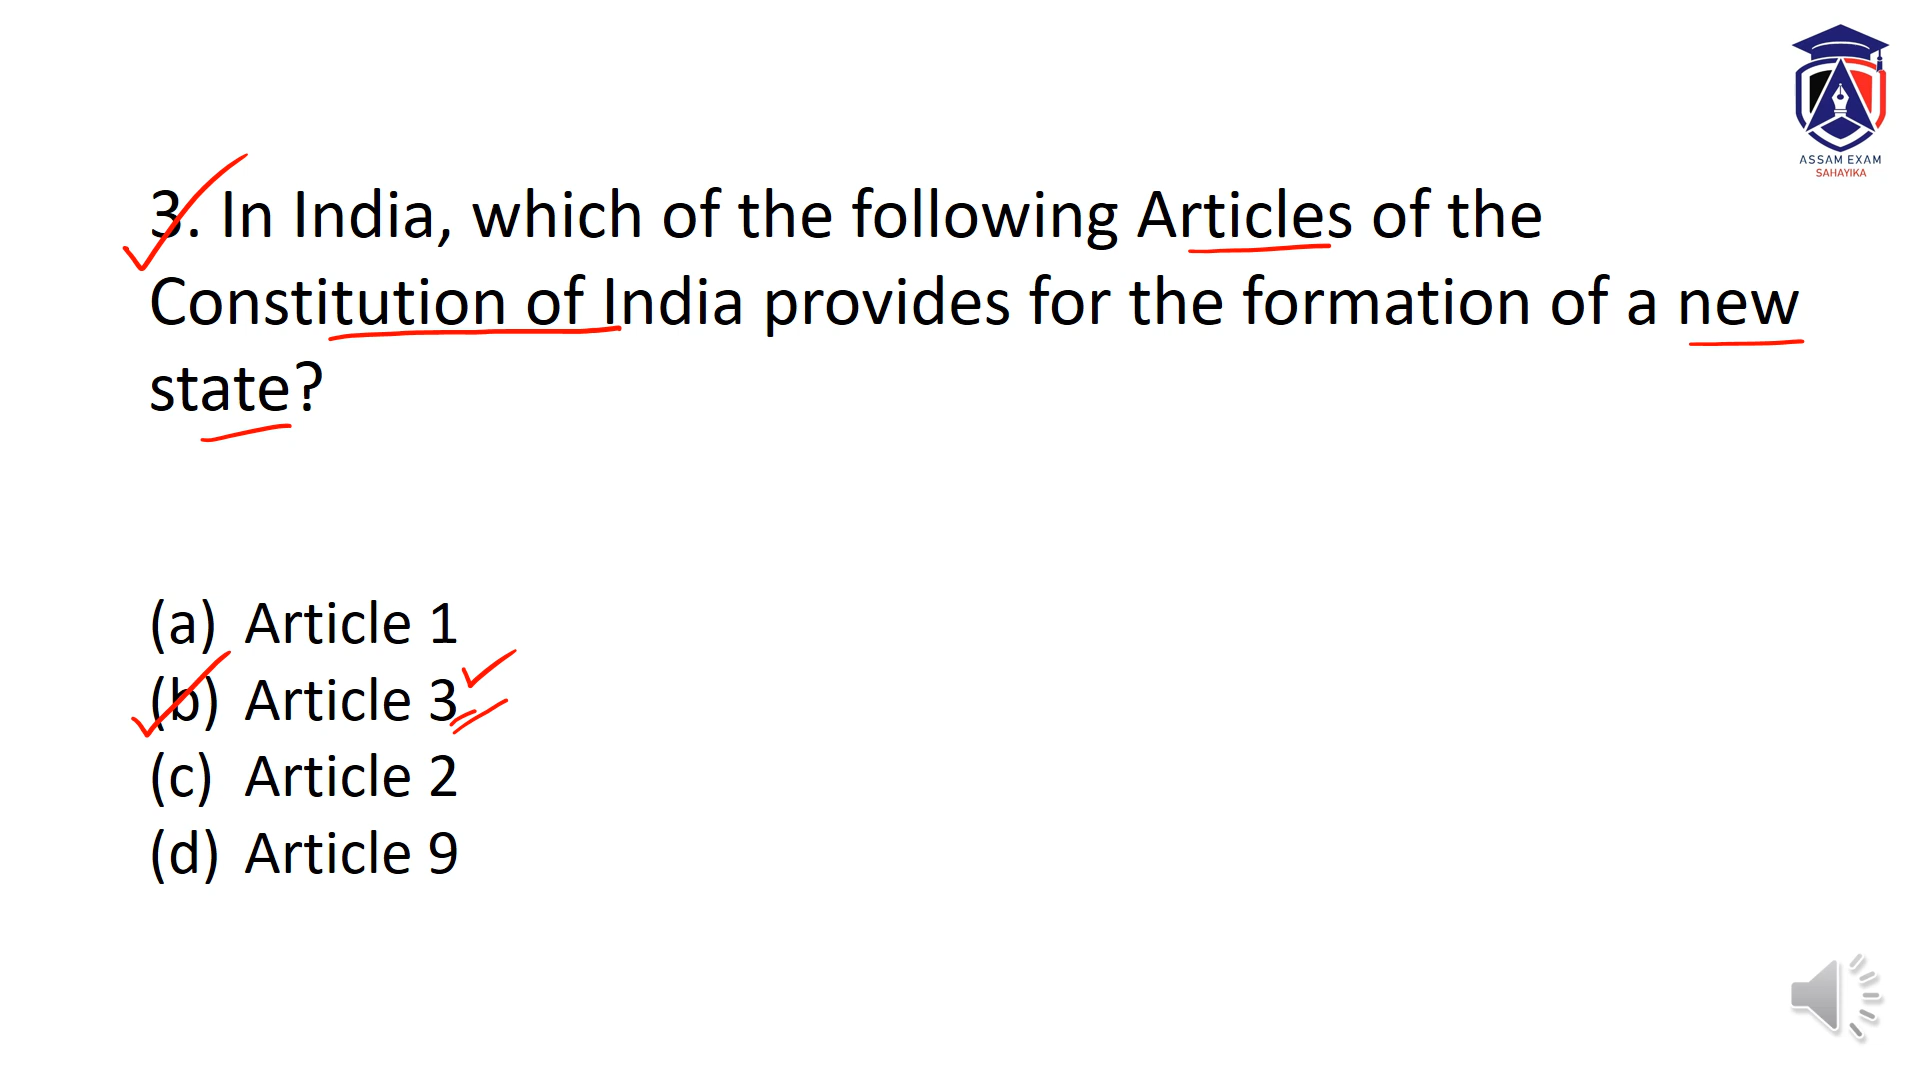 ASSAM EXAM
SAHAYIKA
3. In India, which of the following Articles of the
Constitution of India provides for the formation of a new
state?
(a) Article 1
(b) Article 3
(c) Article 2
(d) Article 9